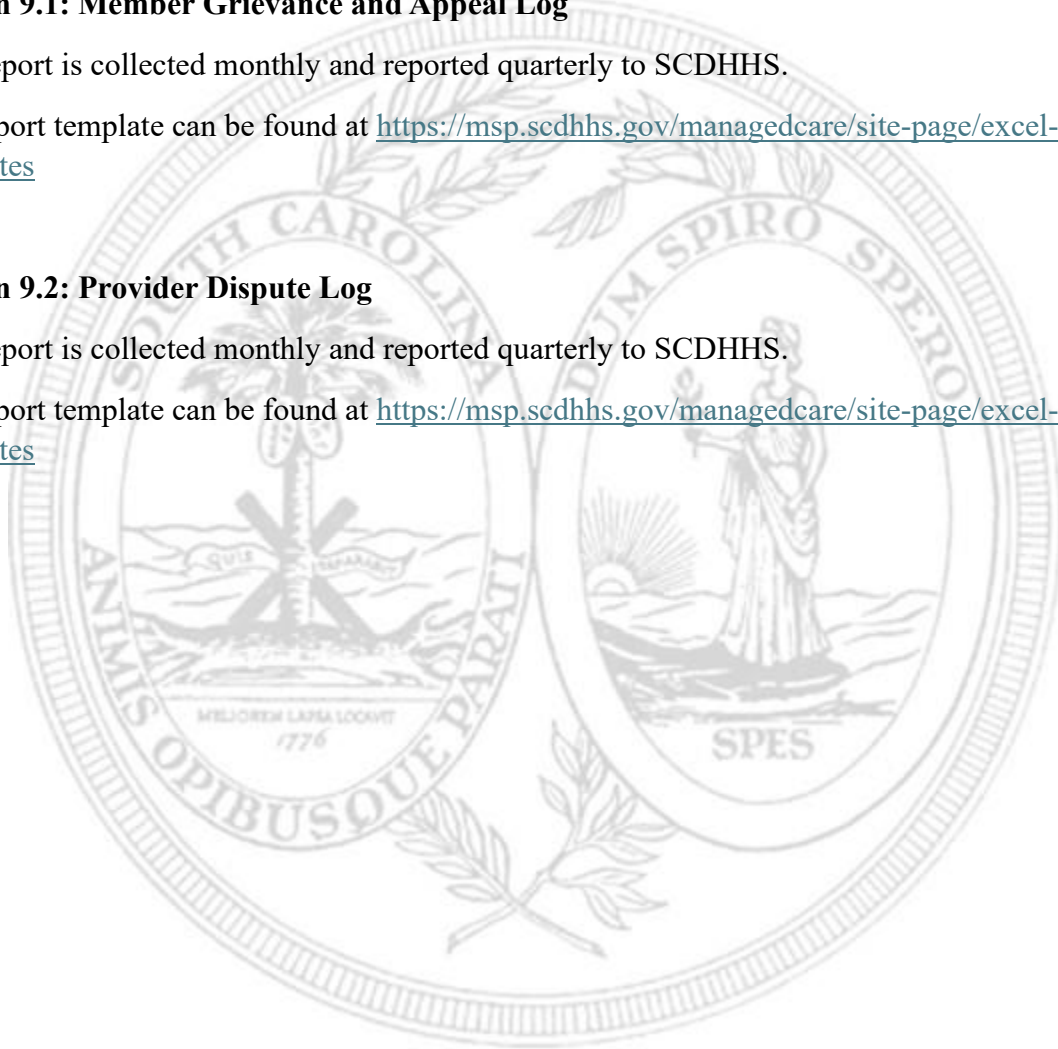 n 9.1: Member Grievance and Appeal Log
eport is collected monthly and reported quarterly to SCDHHS.
port template can be found at https://msp.scdhhs.gov/managedcare/site-page/excel-
tes
n 9.2: Provider Dispute Log
eport is collected monthly and reported quarterly to SCDHHS.
port template can be found at https://msp.scdhhs.gov/managedcare/site-page/excel-
tes
SOUTH CAROLINA
DUM SPIRO SPERO
QUIS
ANIMIS OPIBUSQUE PARATI
MELIOREM LAPSA LOCAVIT
1776
SPES